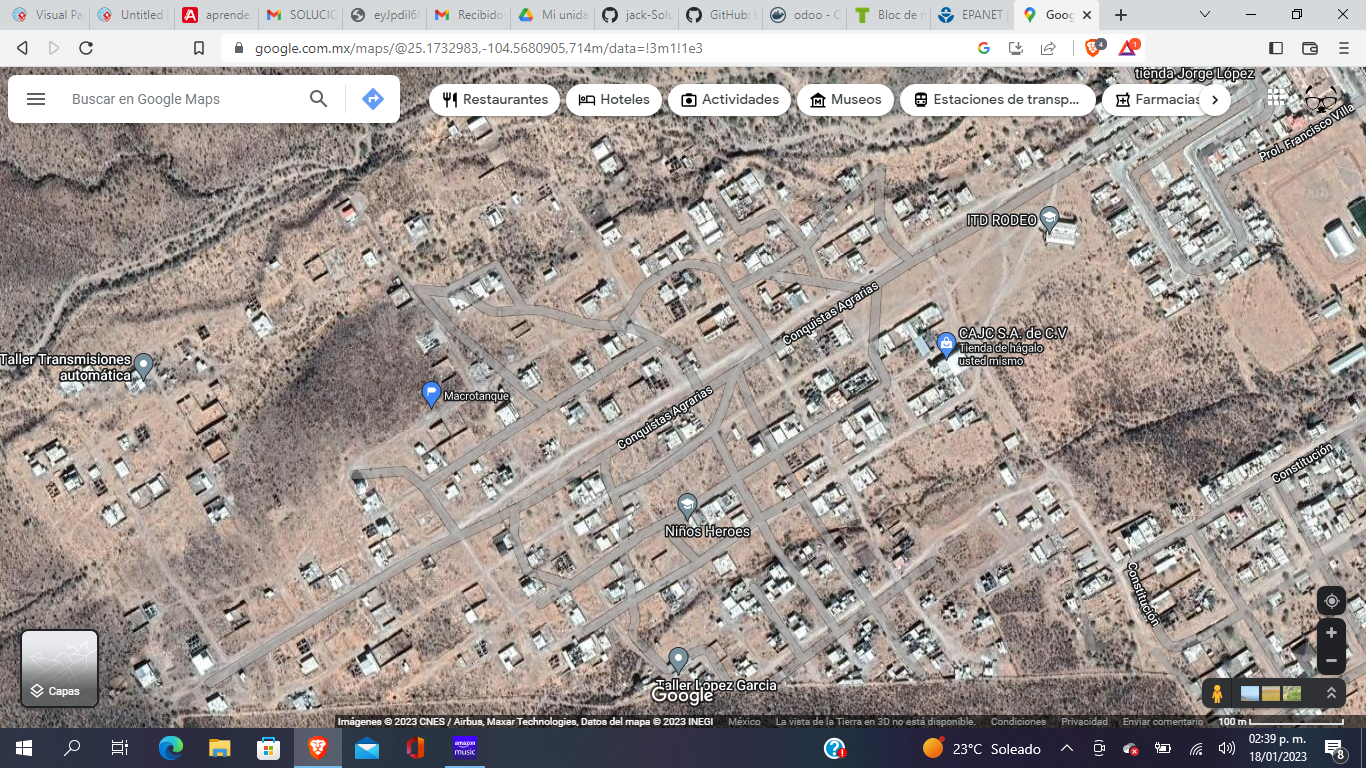 Visual Pa
Untitled
aprende.
SOLUCIC
eyJpdiI6I
Recibidos
Mi unida
jack-Solu
GitHub: L
odoo - C
Bloc de n
EPANET
Goog
google.com.mx/maps/@25.1732983,-104.5680905,714m/data=!3m1!1e3
4
1
Buscar en Google Maps
Restaurantes
Hoteles
Actividades
Museos
Estaciones de transp...
Farmacias
tienda Jorge López
Prol. Francisco Villa
ITD RODEO
Conquistas Agrarias
CAJC S.A. de C.V
Tienda de hágalo
usted mismo
Taller Transmisiones
automática
Macrotanque
Conquistas Agrarias
Constitución
Niños Heroes
Constitución
Taller Lopez Garcia
Google
Capas
Imágenes © 2023 CNES / Airbus, Maxar Technologies, Datos del mapa © 2023 INEGI
México
La vista de la Tierra en 3D no está disponible.
Condiciones
Privacidad
Enviar comentario
100 m
amazon
music
23°C Soleado
02:39 p. m.
18/01/2023
8